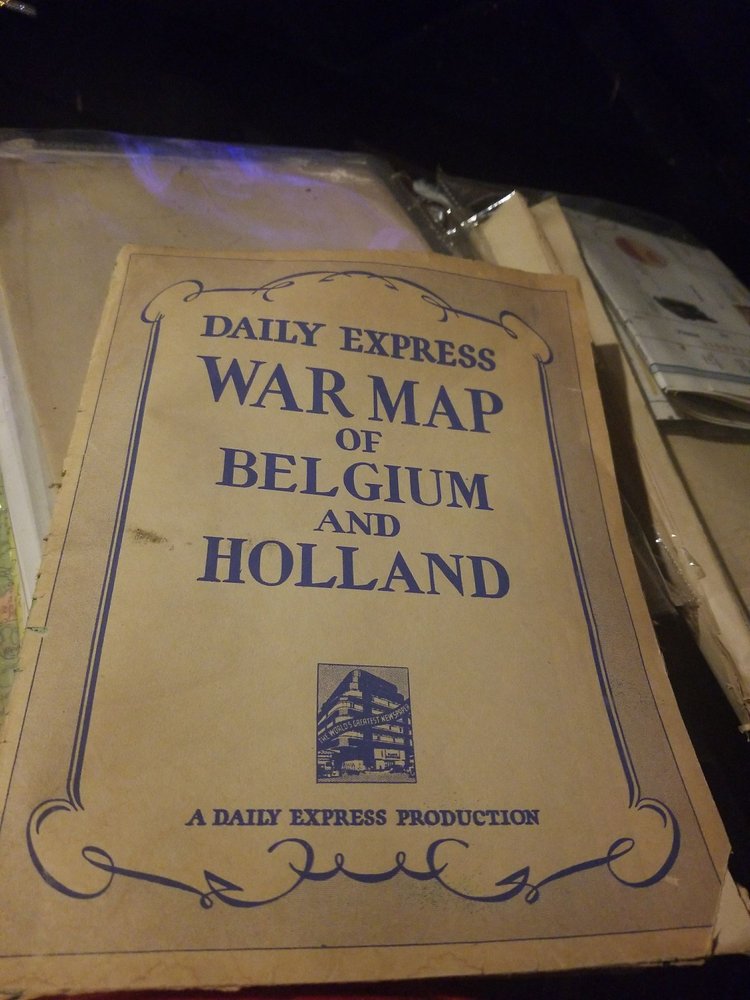 DAILY EXPRESS
WAR MAP
OF
BELGIUM
AND
HOLLAND
THE WORLD'S GREATEST NEWSPAPER
A DAILY EXPRESS PRODUCTION